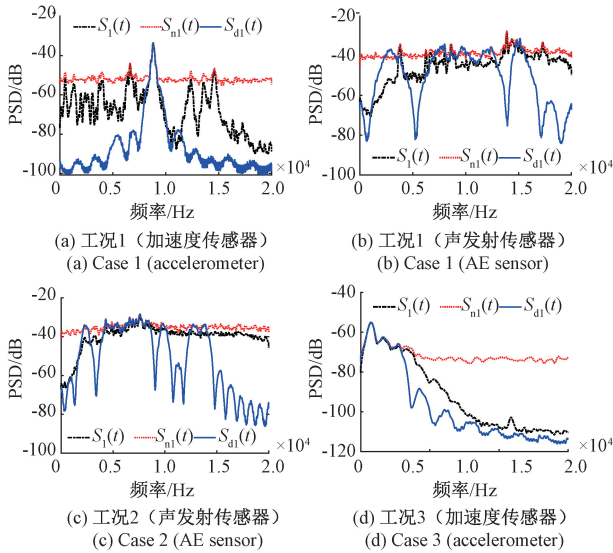 S₁(t) Sₙ₁(t) S_d1(t)
PSD/dB
-20
-40
-60
-80
-100
0 0.5 1.0 1.5 2.0
×10⁴
频率/Hz
(a) 工况1（加速度传感器）
(a) Case 1 (accelerometer)
S₁(t) Sₙ₁(t) S_d1(t)
PSD/dB
-20
-40
-60
-80
-100
0 0.5 1.0 1.5 2.0
×10⁴
频率/Hz
(b) 工况1（声发射传感器）
(b) Case 1 (AE sensor)
PSD/dB
-20
-40
-60
-80
-100
S₁(t) Sₙ₁(t) S_d1(t)
0 0.5 1.0 1.5 2.0
×10⁴
频率/Hz
(c) 工况2（声发射传感器）
(c) Case 2 (AE sensor)
S₁(t) Sₙ₁(t) S_d1(t)
PSD/dB
-40
-60
-80
-100
-120
0 0.5 1.0 2.0
×10⁴
频率/Hz
(d) 工况3（加速度传感器）
(d) Case 3 (accelerometer)